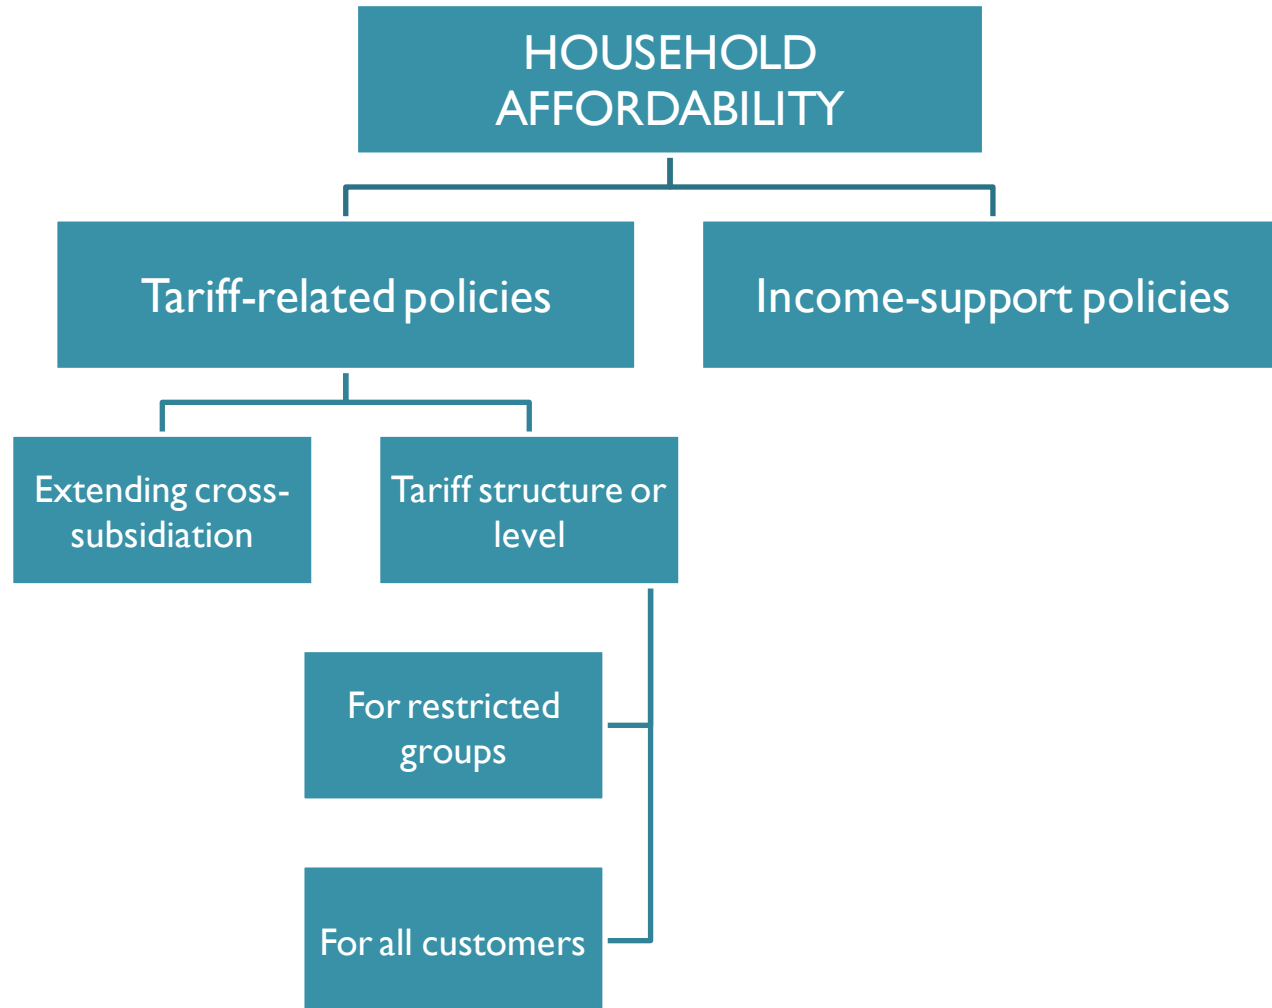 HOUSEHOLD
AFFORDABILITY
Tariff-related policies
Income-support policies
Extending cross-
subsidiation
Tariff structure or
level
For restricted
groups
For all customers